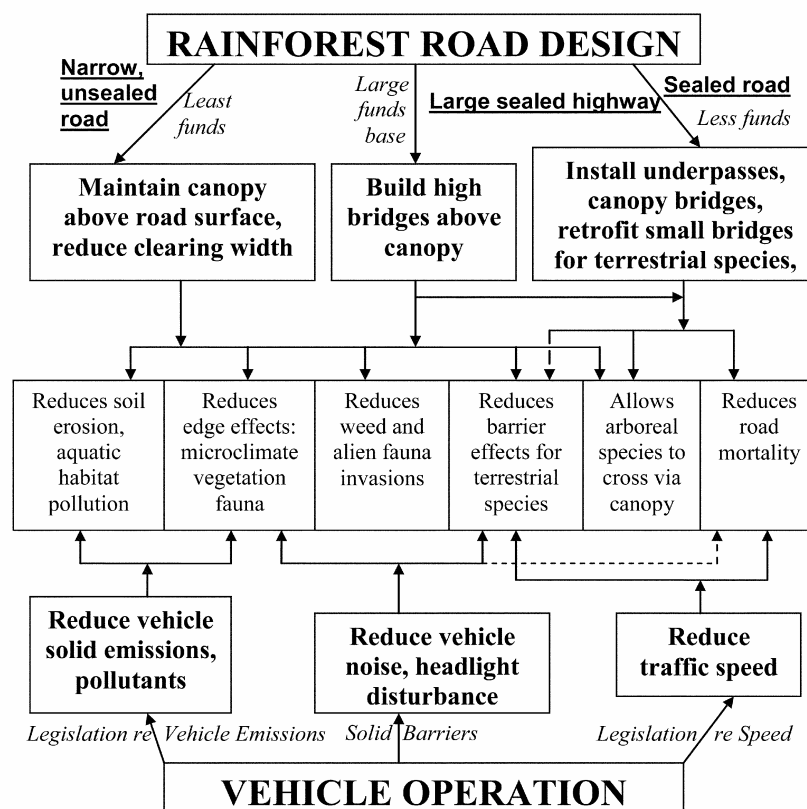 RAINFOREST ROAD DESIGN
Narrow,
unsealed
road
Least
funds
Large
funds
base
Large sealed highway
Sealed road
Less funds
Maintain canopy
above road surface,
reduce clearing width
Build high
bridges above
canopy
Install underpasses,
canopy bridges,
retrofit small bridges
for terrestrial species,
Reduces soil
erosion,
aquatic
habitat
pollution
Reduces
edge effects:
microclimate
vegetation
fauna
Reduces
weed and
alien fauna
invasions
Reduces
barrier
effects for
terrestrial
species
Allows
arboreal
species to
cross via
canopy
Reduces
road
mortality
Reduce vehicle
solid emissions,
pollutants
Reduce vehicle
noise, headlight
disturbance
Reduce
traffic speed
Legislation re Vehicle Emissions
Solid Barriers
Legislation re Speed
VEHICLE OPERATION